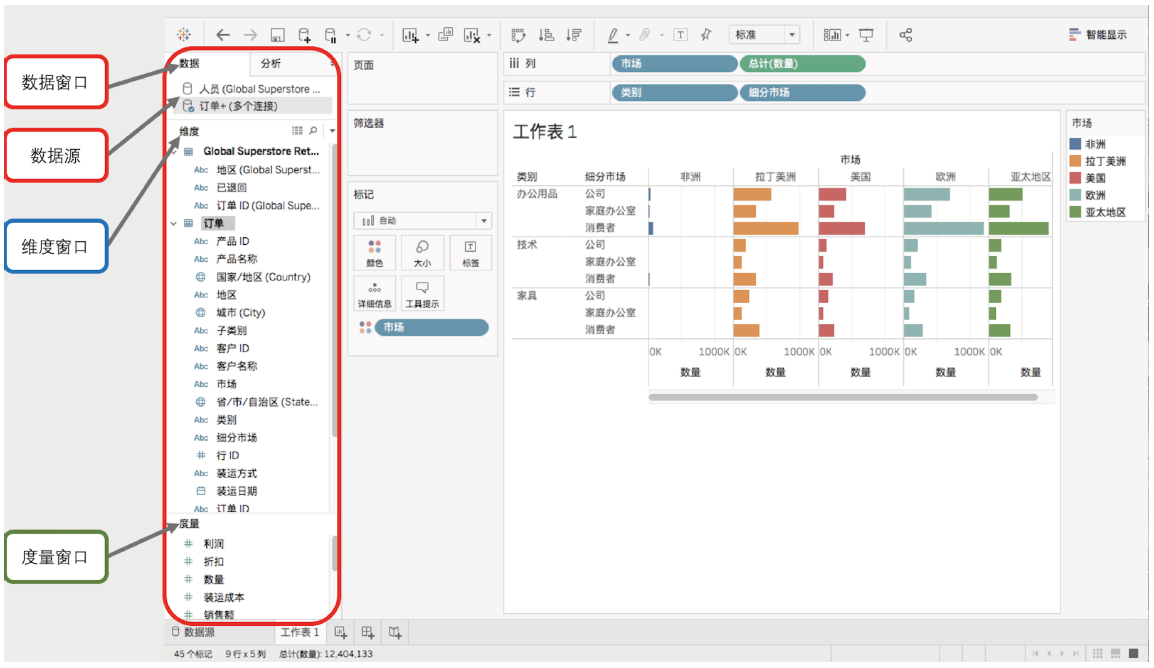 数据窗口
数据源
维度窗口
度量窗口
标准
智能显示
数据
分析
人员 (Global Superstore ...
订单+ (多个连接)
维度
Global Superstore Ret...
Abc 地区 (Global Superst...
Abc 已退回
Abc 订单 ID (Global Supe...
订单
Abc 产品 ID
Abc 产品名称
国家/地区 (Country)
Abc 地区
城市 (City)
Abc 子类别
Abc 客户 ID
Abc 客户名称
Abc 市场
省/市/自治区 (State...
Abc 类别
Abc 细分市场
# 行 ID
Abc 装运方式
装运日期
Abc 订单 ID
度量
# 利润
# 折扣
# 数量
# 装运成本
# 销售额
页面
筛选器
标记
自动
颜色
大小
标签
详细信息
工具提示
市场
列
市场
总计(数量)
行
类别
细分市场
工作表 1
市场
类别 细分市场 非洲 拉丁美洲 美国 欧洲 亚太地区
办公用品 公司
家庭办公室
消费者
技术 公司
家庭办公室
消费者
家具 公司
家庭办公室
消费者
0K 1000K 0K 1000K 0K 1000K 0K 1000K 0K
数量 数量 数量 数量 数量
市场
非洲
拉丁美洲
美国
欧洲
亚太地区
数据源
工作表 1
45 个标记 9 行 x 5 列 总计(数量): 12,404,133